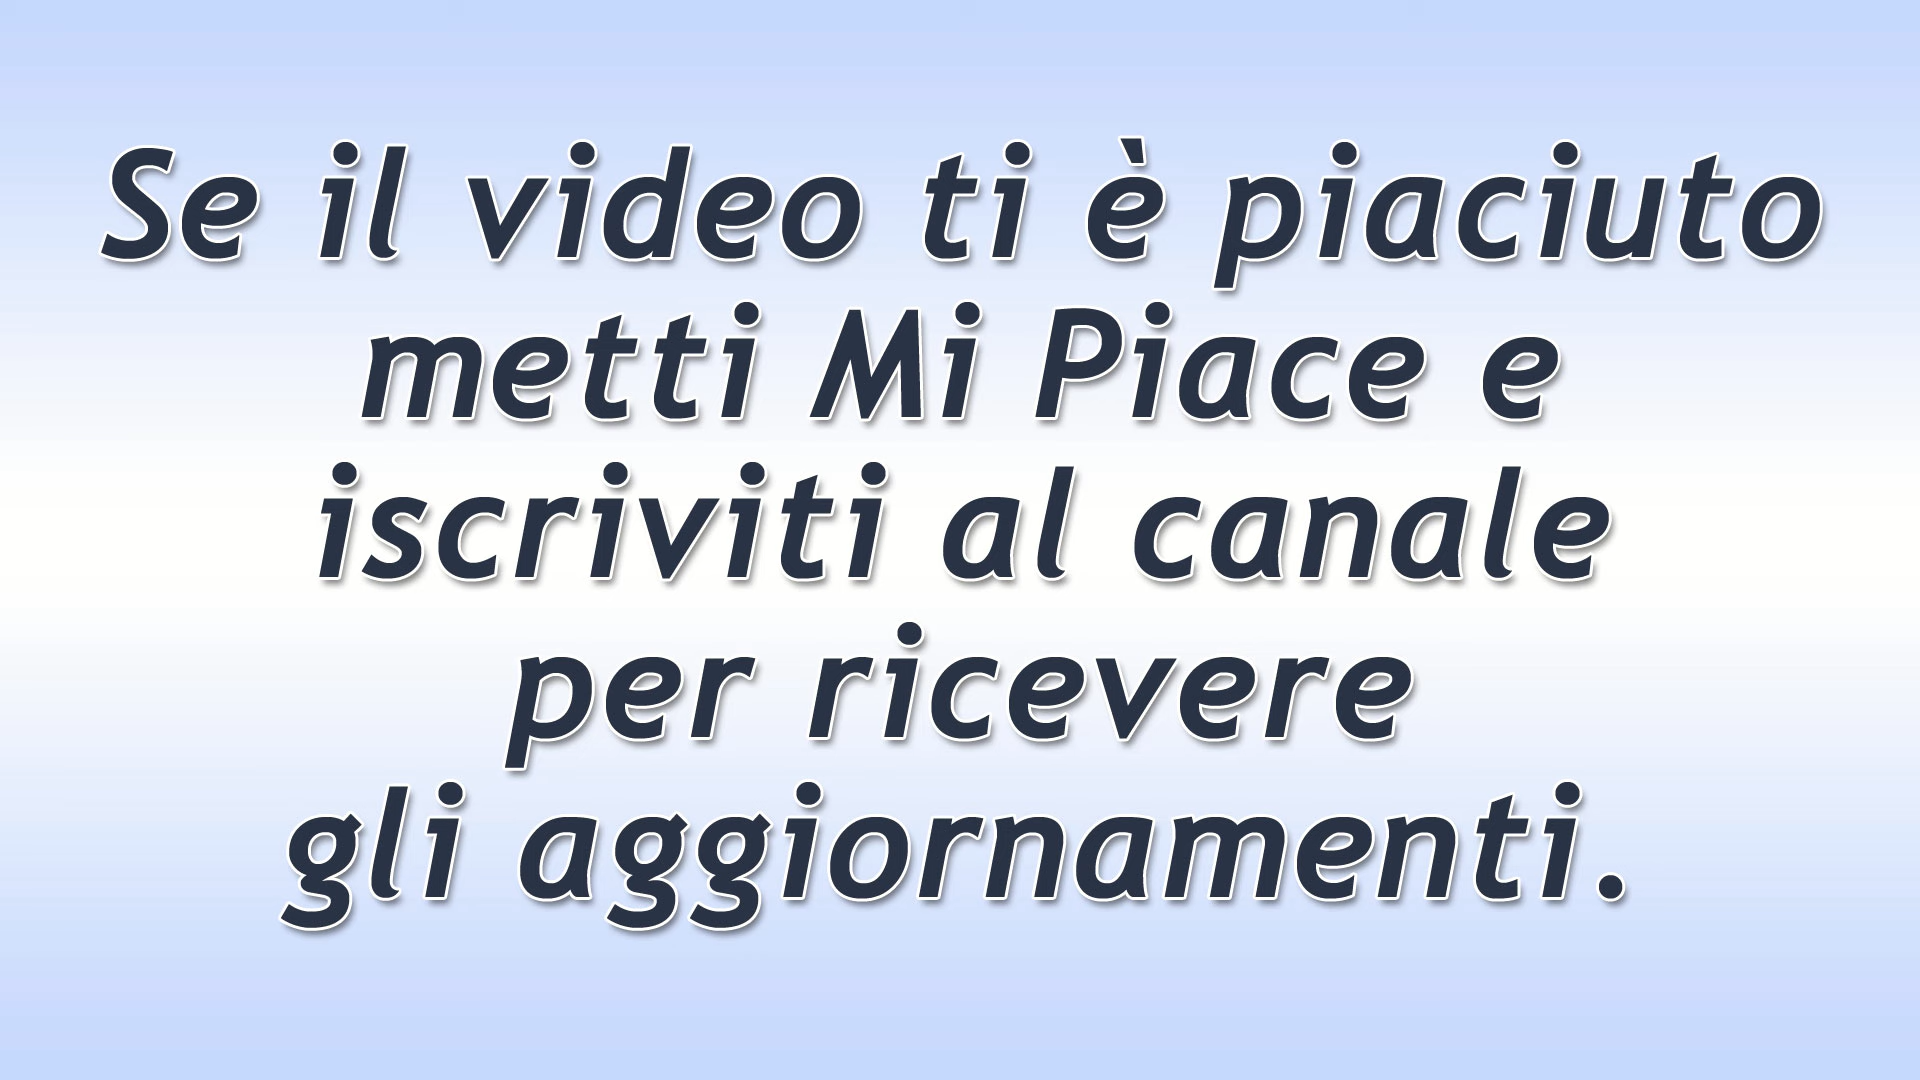 Se il video ti è piaciuto
metti Mi Piace e
iscriviti al canale
per ricevere
gli aggiornamenti.